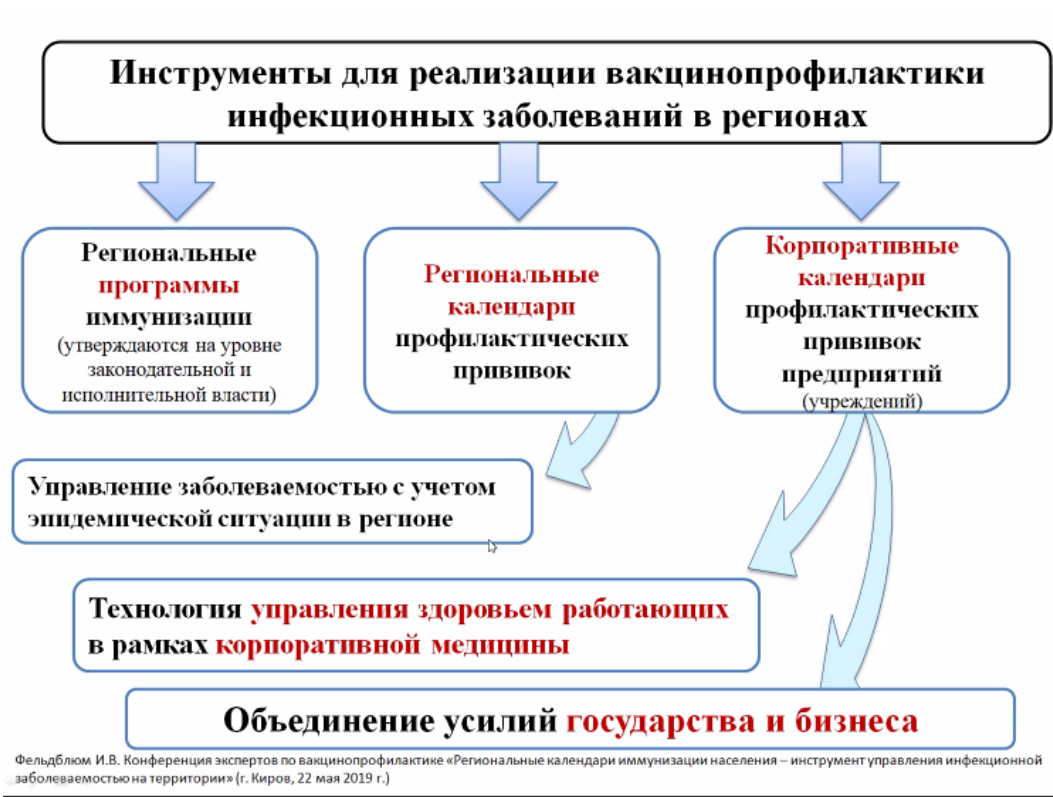 Инструменты для реализации вакцинопрофилактики
инфекционных заболеваний в регионах
Региональные
программы
иммунизации
(утверждаются на уровне
законодательной и
исполнительной власти)
Региональные
календари
профилактических
прививок
Корпоративные
календари
профилактических
прививок
предприятий
(учреждений)
Управление заболеваемостью с учетом
эпидемической ситуации в регионе
Технология управления здоровьем работающих
в рамках корпоративной медицины
Объединение усилий государства и бизнеса
Фельдблюм И.В. Конференция экспертов по вакцинопрофилактике «Региональные календари иммунизации населения – инструмент управления инфекционной
заболеваемостью на территории» (г. Киров, 22 мая 2019 г.)